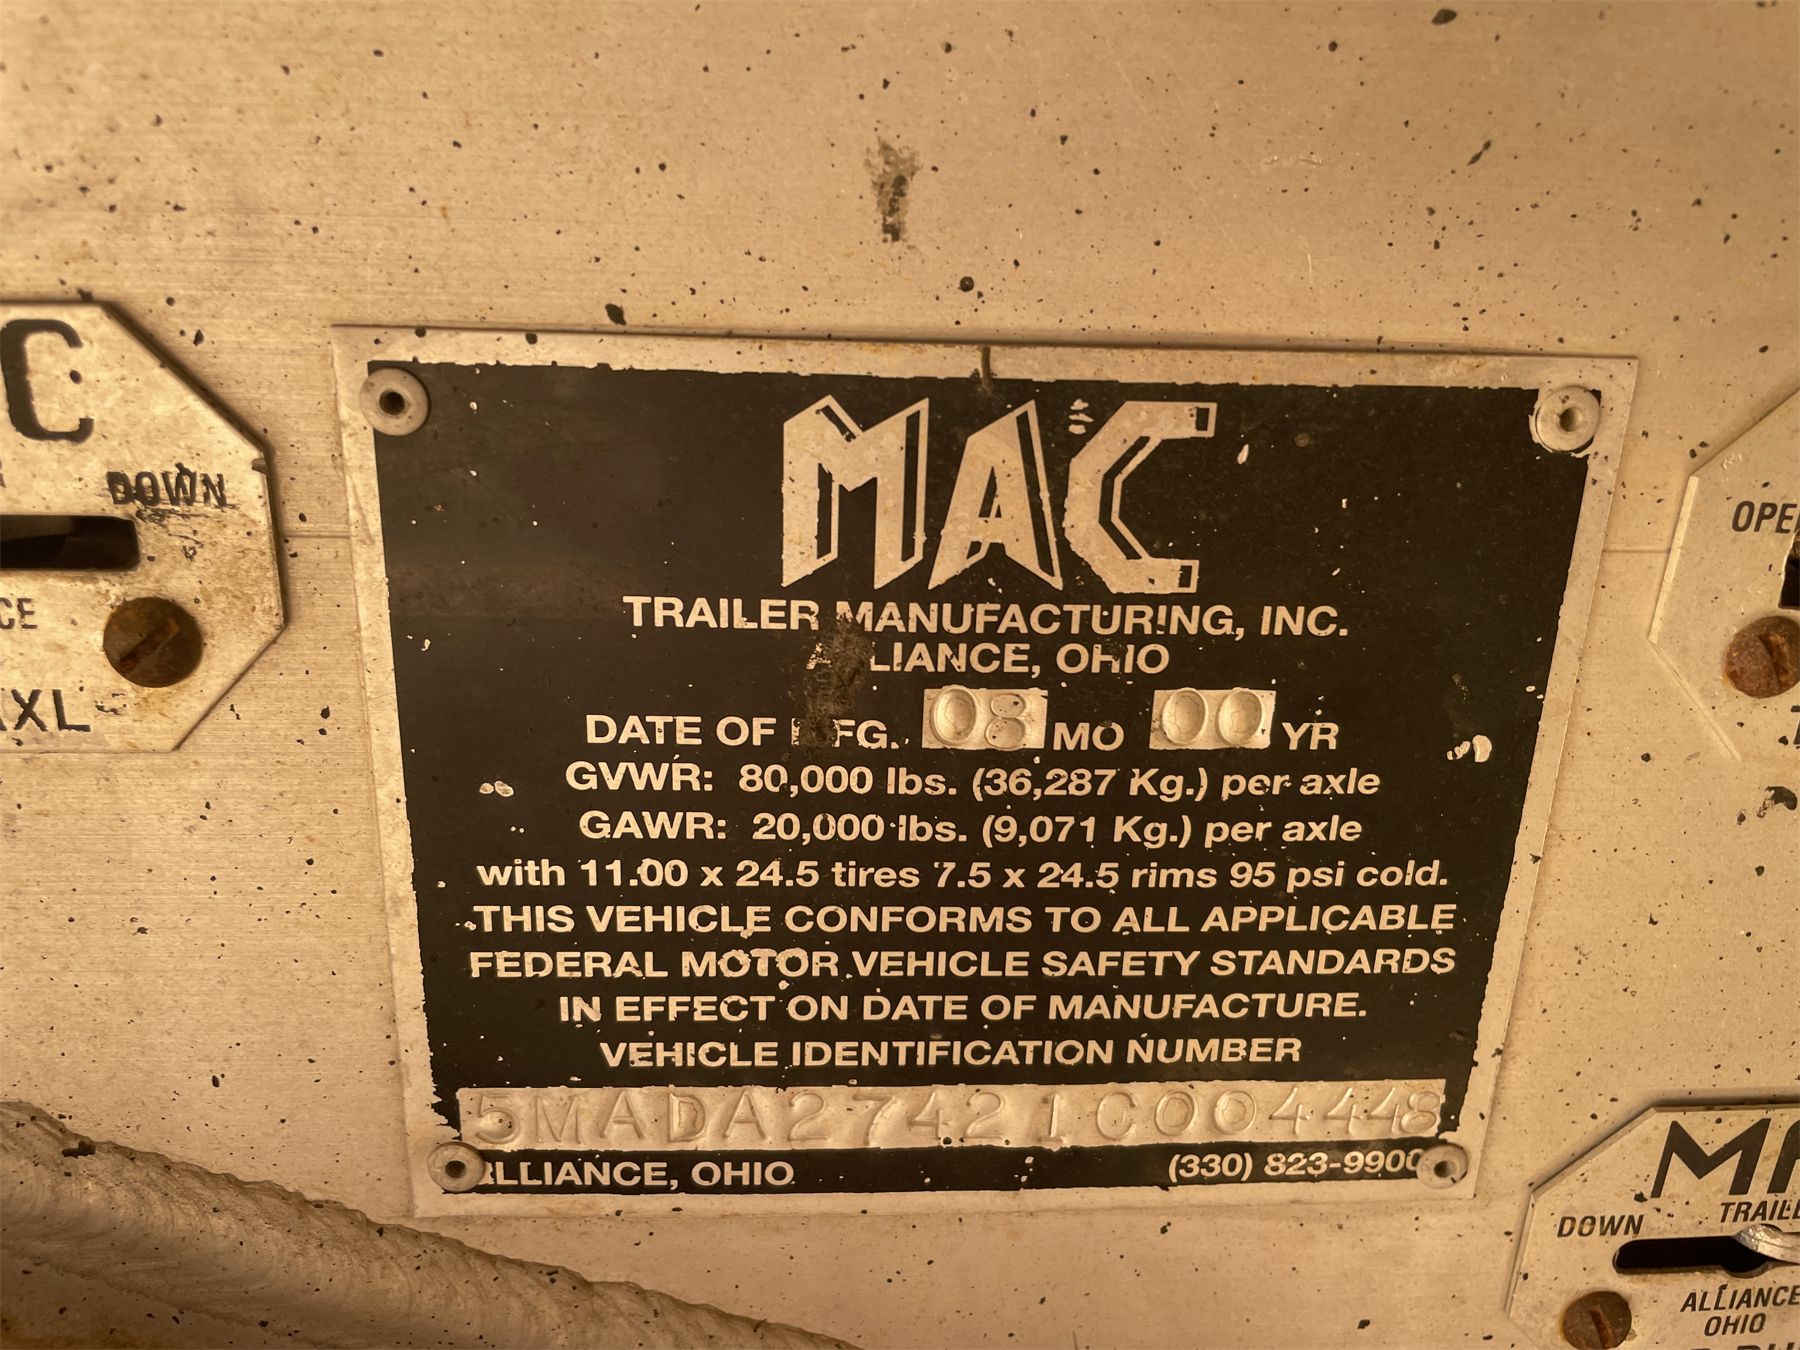 MAC
TRAILER MANUFACTURING, INC.
ALLIANCE, OHIO
DATE OF MFG. 08 MO 00 YR
GVWR: 80,000 lbs. (36,287 Kg.) per axle
GAWR: 20,000 lbs. (9,071 Kg.) per axle
with 11.00 x 24.5 tires 7.5 x 24.5 rims 95 psi cold.
THIS VEHICLE CONFORMS TO ALL APPLICABLE
FEDERAL MOTOR VEHICLE SAFETY STANDARDS
IN EFFECT ON DATE OF MANUFACTURE.
VEHICLE IDENTIFICATION NUMBER
5MADA27421C004448
ALLIANCE, OHIO (330) 823-9900
C
DOWN
CE
AXL
OPE
MA
TRAILE
DOWN
ALLIANCE
OHIO